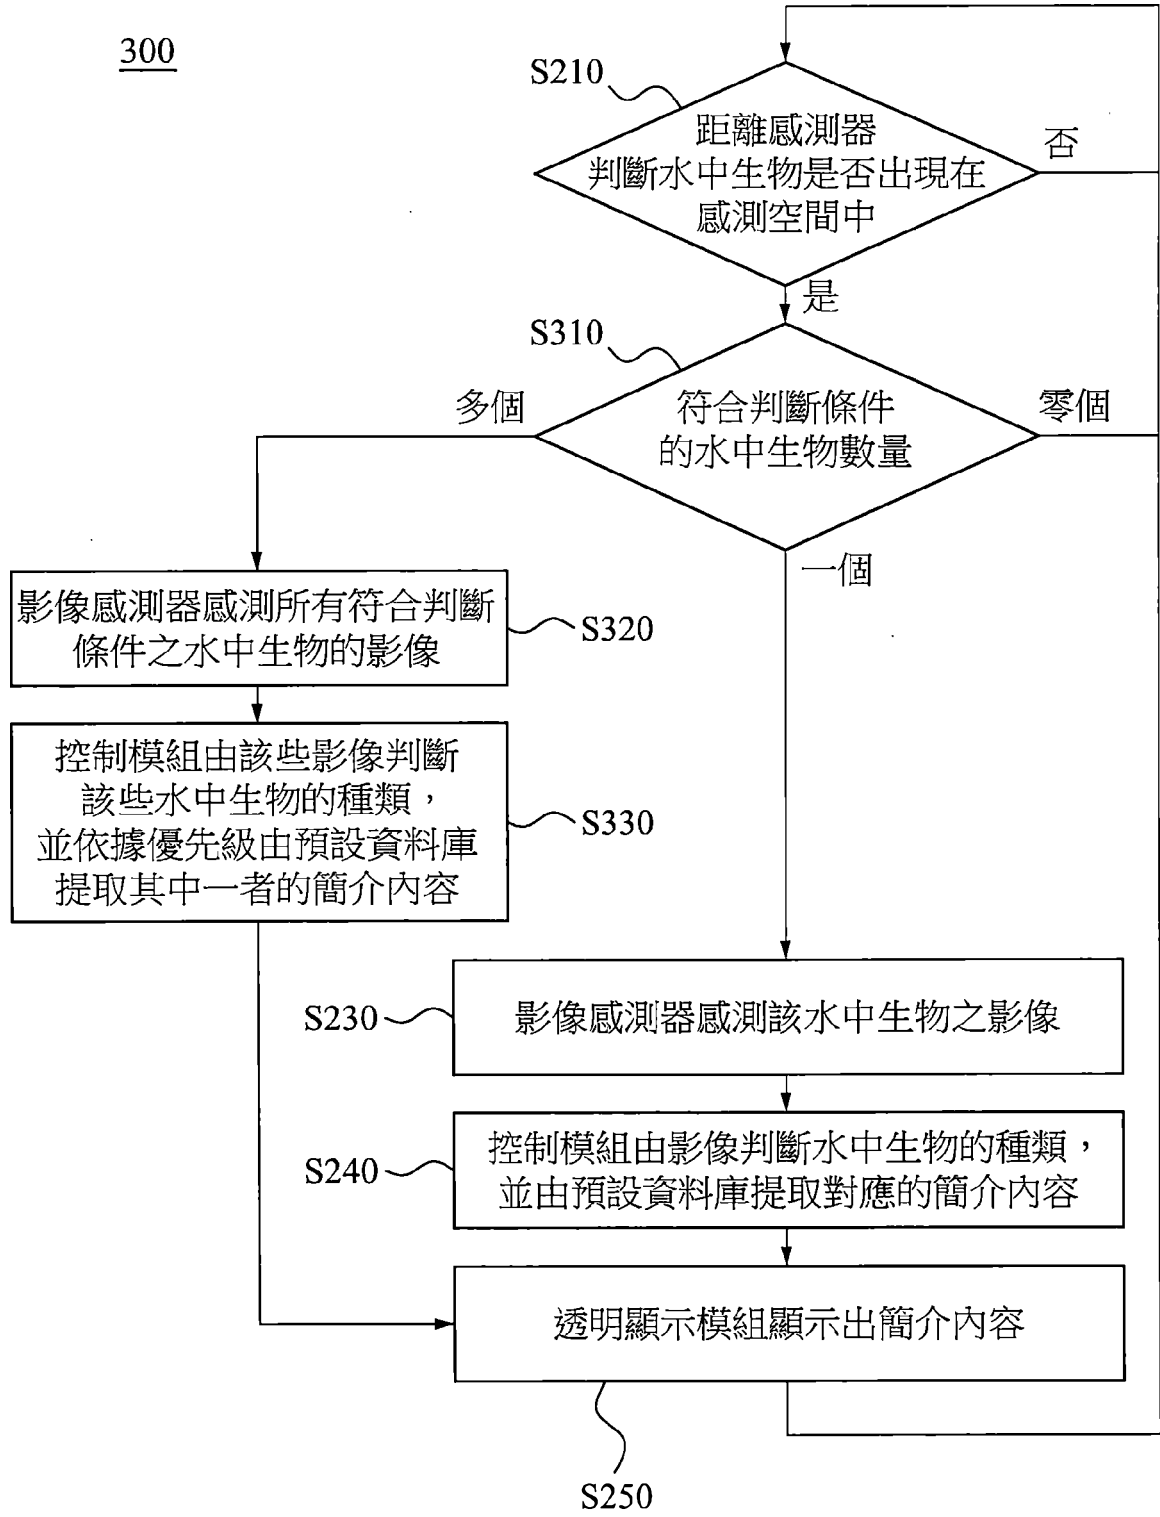 300
S210
距離感測器
判斷水中生物是否出現在
感測空間中
否
是
S310
符合判斷條件
的水中生物數量
多個
零個
一個
影像感測器感測所有符合判斷
條件之水中生物的影像
S320
控制模組由該些影像判斷
該些水中生物的種類，
並依據優先級由預設資料庫
提取其中一者的簡介內容
S330
S230
影像感測器感測該水中生物之影像
S240
控制模組由影像判斷水中生物的種類，
並由預設資料庫提取對應的簡介內容
透明顯示模組顯示出簡介內容
S250